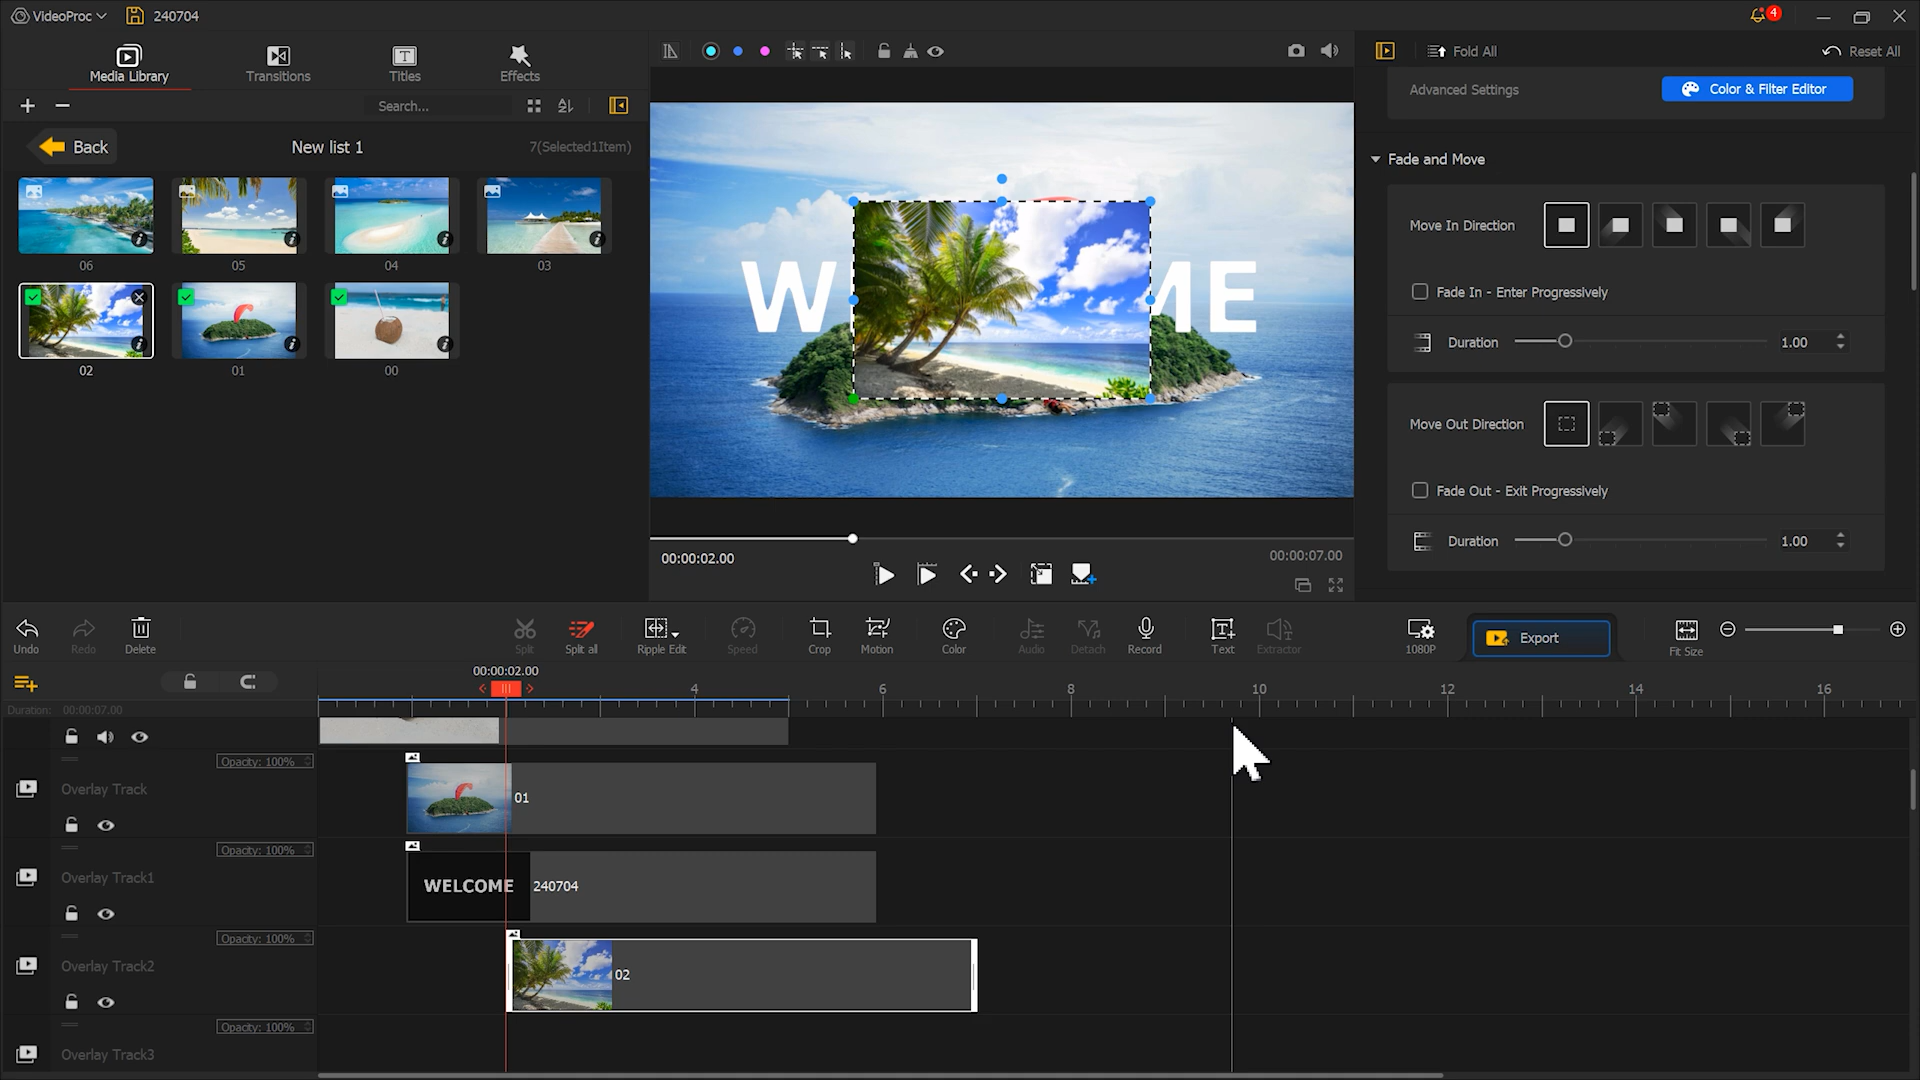 VideoProc
240704
4
Media Library
Transitions
Titles
Effects
Search...
Back
New list 1
7(Selected1Item)
06
05
04
03
02
01
00
W ME
00:00:02.00
00:00:07.00
Fold All
Reset All
Advanced Settings
Color & Filter Editor
Fade and Move
Move In Direction
Fade In - Enter Progressively
Duration
1.00
Move Out Direction
Fade Out - Exit Progressively
Duration
1.00
Undo
Redo
Delete
Split
Split all
Ripple Edit
Speed
Crop
Motion
Color
Audio
Detach
Record
Text
Extractor
1080P
Export
Fit Size
00:00:02.00
4
6
8
10
12
14
16
Duration:
00:00:07.00
Opacity: 100%
Overlay Track
01
Opacity: 100%
Overlay Track1
WELCOME
240704
Opacity: 100%
Overlay Track2
02
Opacity: 100%
Overlay Track3